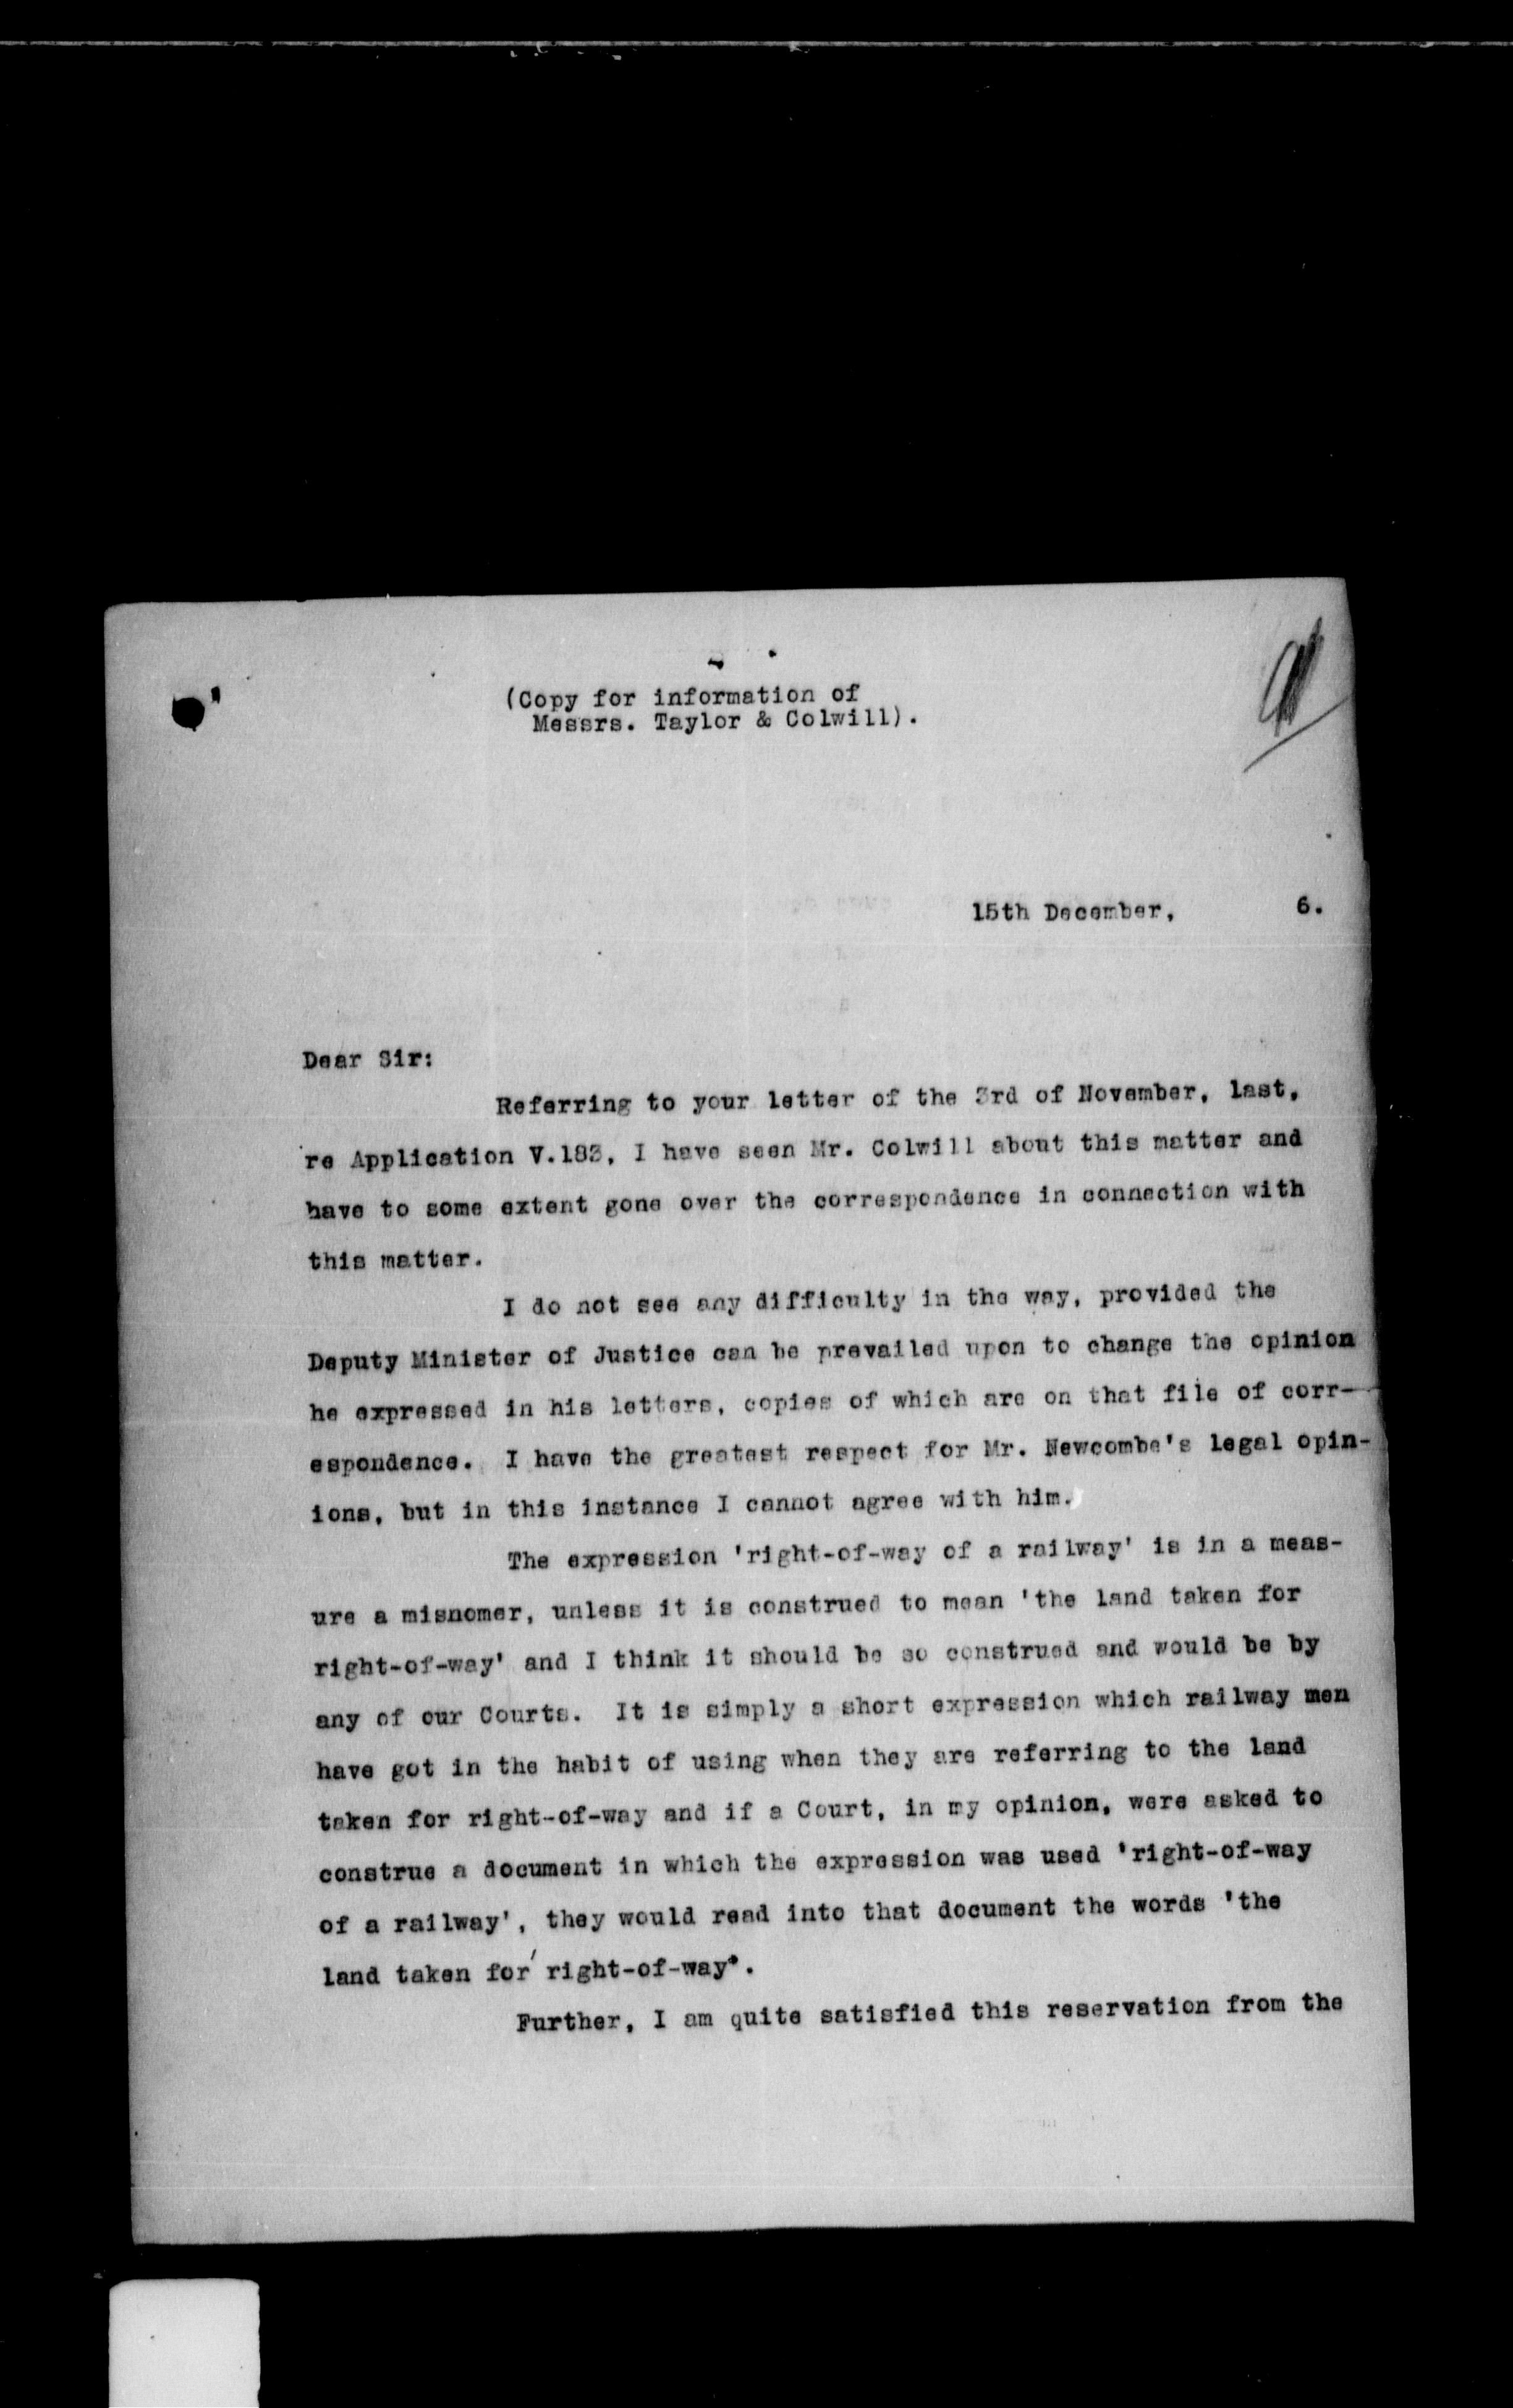 (Copy for information of
Messrs. Taylor & Colwill).
15th December, 6.
Dear Sir:
Referring to your letter of the 3rd of November, last,
re Application V.183, I have seen Mr. Colwill about this matter and
have to some extent gone over the correspondence in connection with
this matter.
I do not see any difficulty in the way, provided the
Deputy Minister of Justice can be prevailed upon to change the opinion
he expressed in his letters, copies of which are on that file of corr-
espondence. I have the greatest respect for Mr. Newcombe's legal opin-
ions, but in this instance I cannot agree with him.
The expression 'right-of-way of a railway' is in a meas-
ure a misnomer, unless it is construed to mean 'the land taken for
right-of-way' and I think it should be so construed and would be by
any of our Courts. It is simply a short expression which railway men
have got in the habit of using when they are referring to the land
taken for right-of-way and if a Court, in my opinion, were asked to
construe a document in which the expression was used 'right-of-way
of a railway', they would read into that document the words 'the
land taken for' right-of-way".
Further, I am quite satisfied this reservation from the